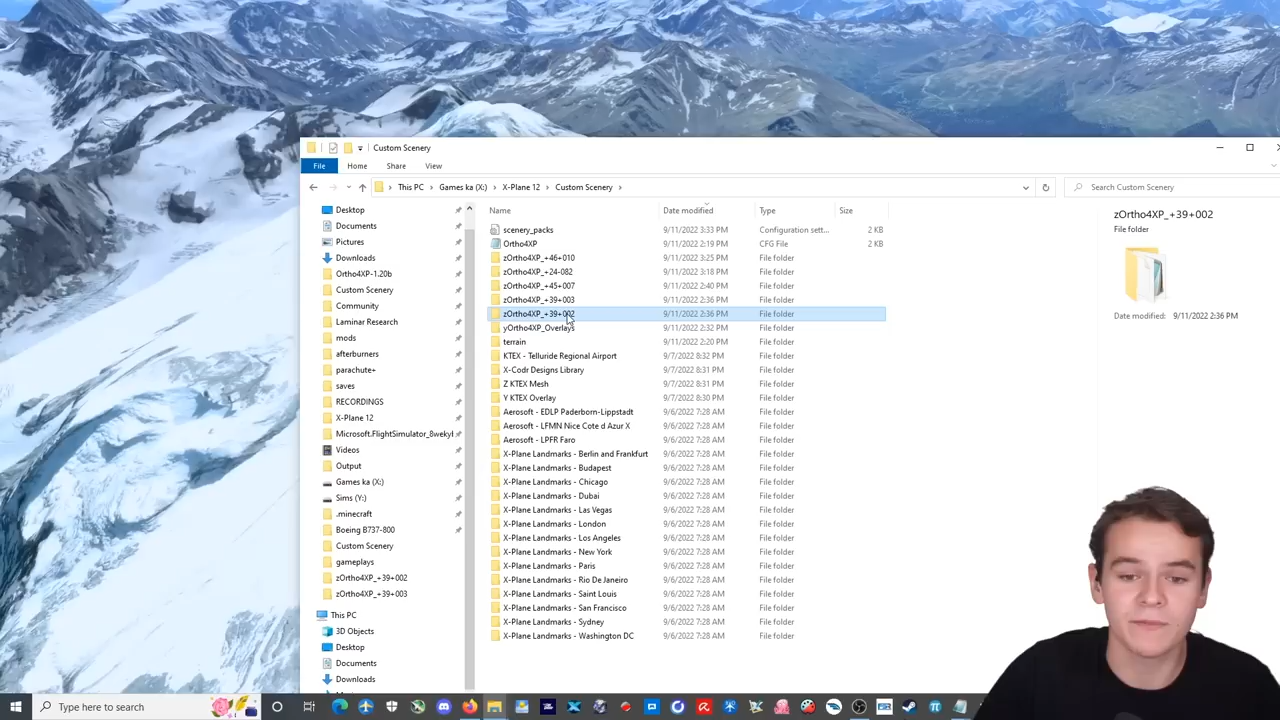 Custom Scenery
File Home Share View
This PC Games ka (X:) X-Plane 12 Custom Scenery
Search Custom Scenery
Name Date modified Type Size
Desktop
Documents
Pictures
Downloads
Ortho4XP-1.20b
Custom Scenery
Community
Laminar Research
mods
afterburners
parachute+
saves
RECORDINGS
X-Plane 12
Microsoft.FlightSimulator_8wekyl
Videos
Output
Games ka (X:)
Sims (Y:)
.minecraft
Boeing B737-800
Custom Scenery
gameplays
zOrtho4XP_+39+002
zOrtho4XP_+39+003
This PC
3D Objects
Desktop
Documents
Downloads
scenery_packs 9/11/2022 3:33 PM Configuration sett... 2 KB
Ortho4XP 9/11/2022 2:19 PM CFG File 2 KB
zOrtho4XP_+46+010 9/11/2022 3:25 PM File folder
zOrtho4XP_+24-082 9/11/2022 3:18 PM File folder
zOrtho4XP_+45+007 9/11/2022 2:40 PM File folder
zOrtho4XP_+39+003 9/11/2022 2:36 PM File folder
zOrtho4XP_+39+002 9/11/2022 2:36 PM File folder
yOrtho4XP_Overlays 9/11/2022 2:32 PM File folder
terrain 9/11/2022 2:20 PM File folder
KTEX - Telluride Regional Airport 9/7/2022 8:32 PM File folder
X-Codr Designs Library 9/7/2022 8:31 PM File folder
Z KTEX Mesh 9/7/2022 8:31 PM File folder
Y KTEX Overlay 9/7/2022 8:30 PM File folder
Aerosoft - EDLP Paderborn-Lippstadt 9/6/2022 7:28 AM File folder
Aerosoft - LFMN Nice Cote d Azur X 9/6/2022 7:28 AM File folder
Aerosoft - LPFR Faro 9/6/2022 7:28 AM File folder
X-Plane Landmarks - Berlin and Frankfurt 9/6/2022 7:28 AM File folder
X-Plane Landmarks - Budapest 9/6/2022 7:28 AM File folder
X-Plane Landmarks - Chicago 9/6/2022 7:28 AM File folder
X-Plane Landmarks - Dubai 9/6/2022 7:28 AM File folder
X-Plane Landmarks - Las Vegas 9/6/2022 7:28 AM File folder
X-Plane Landmarks - London 9/6/2022 7:28 AM File folder
X-Plane Landmarks - Los Angeles 9/6/2022 7:28 AM File folder
X-Plane Landmarks - New York 9/6/2022 7:28 AM File folder
X-Plane Landmarks - Paris 9/6/2022 7:28 AM File folder
X-Plane Landmarks - Rio De Janeiro 9/6/2022 7:28 AM File folder
X-Plane Landmarks - Saint Louis 9/6/2022 7:28 AM File folder
X-Plane Landmarks - San Francisco 9/6/2022 7:28 AM File folder
X-Plane Landmarks - Sydney 9/6/2022 7:28 AM File folder
X-Plane Landmarks - Washington DC 9/6/2022 7:28 AM File folder
zOrtho4XP_+39+002
File folder
Date modified: 9/11/2022 2:36 PM
Type here to search